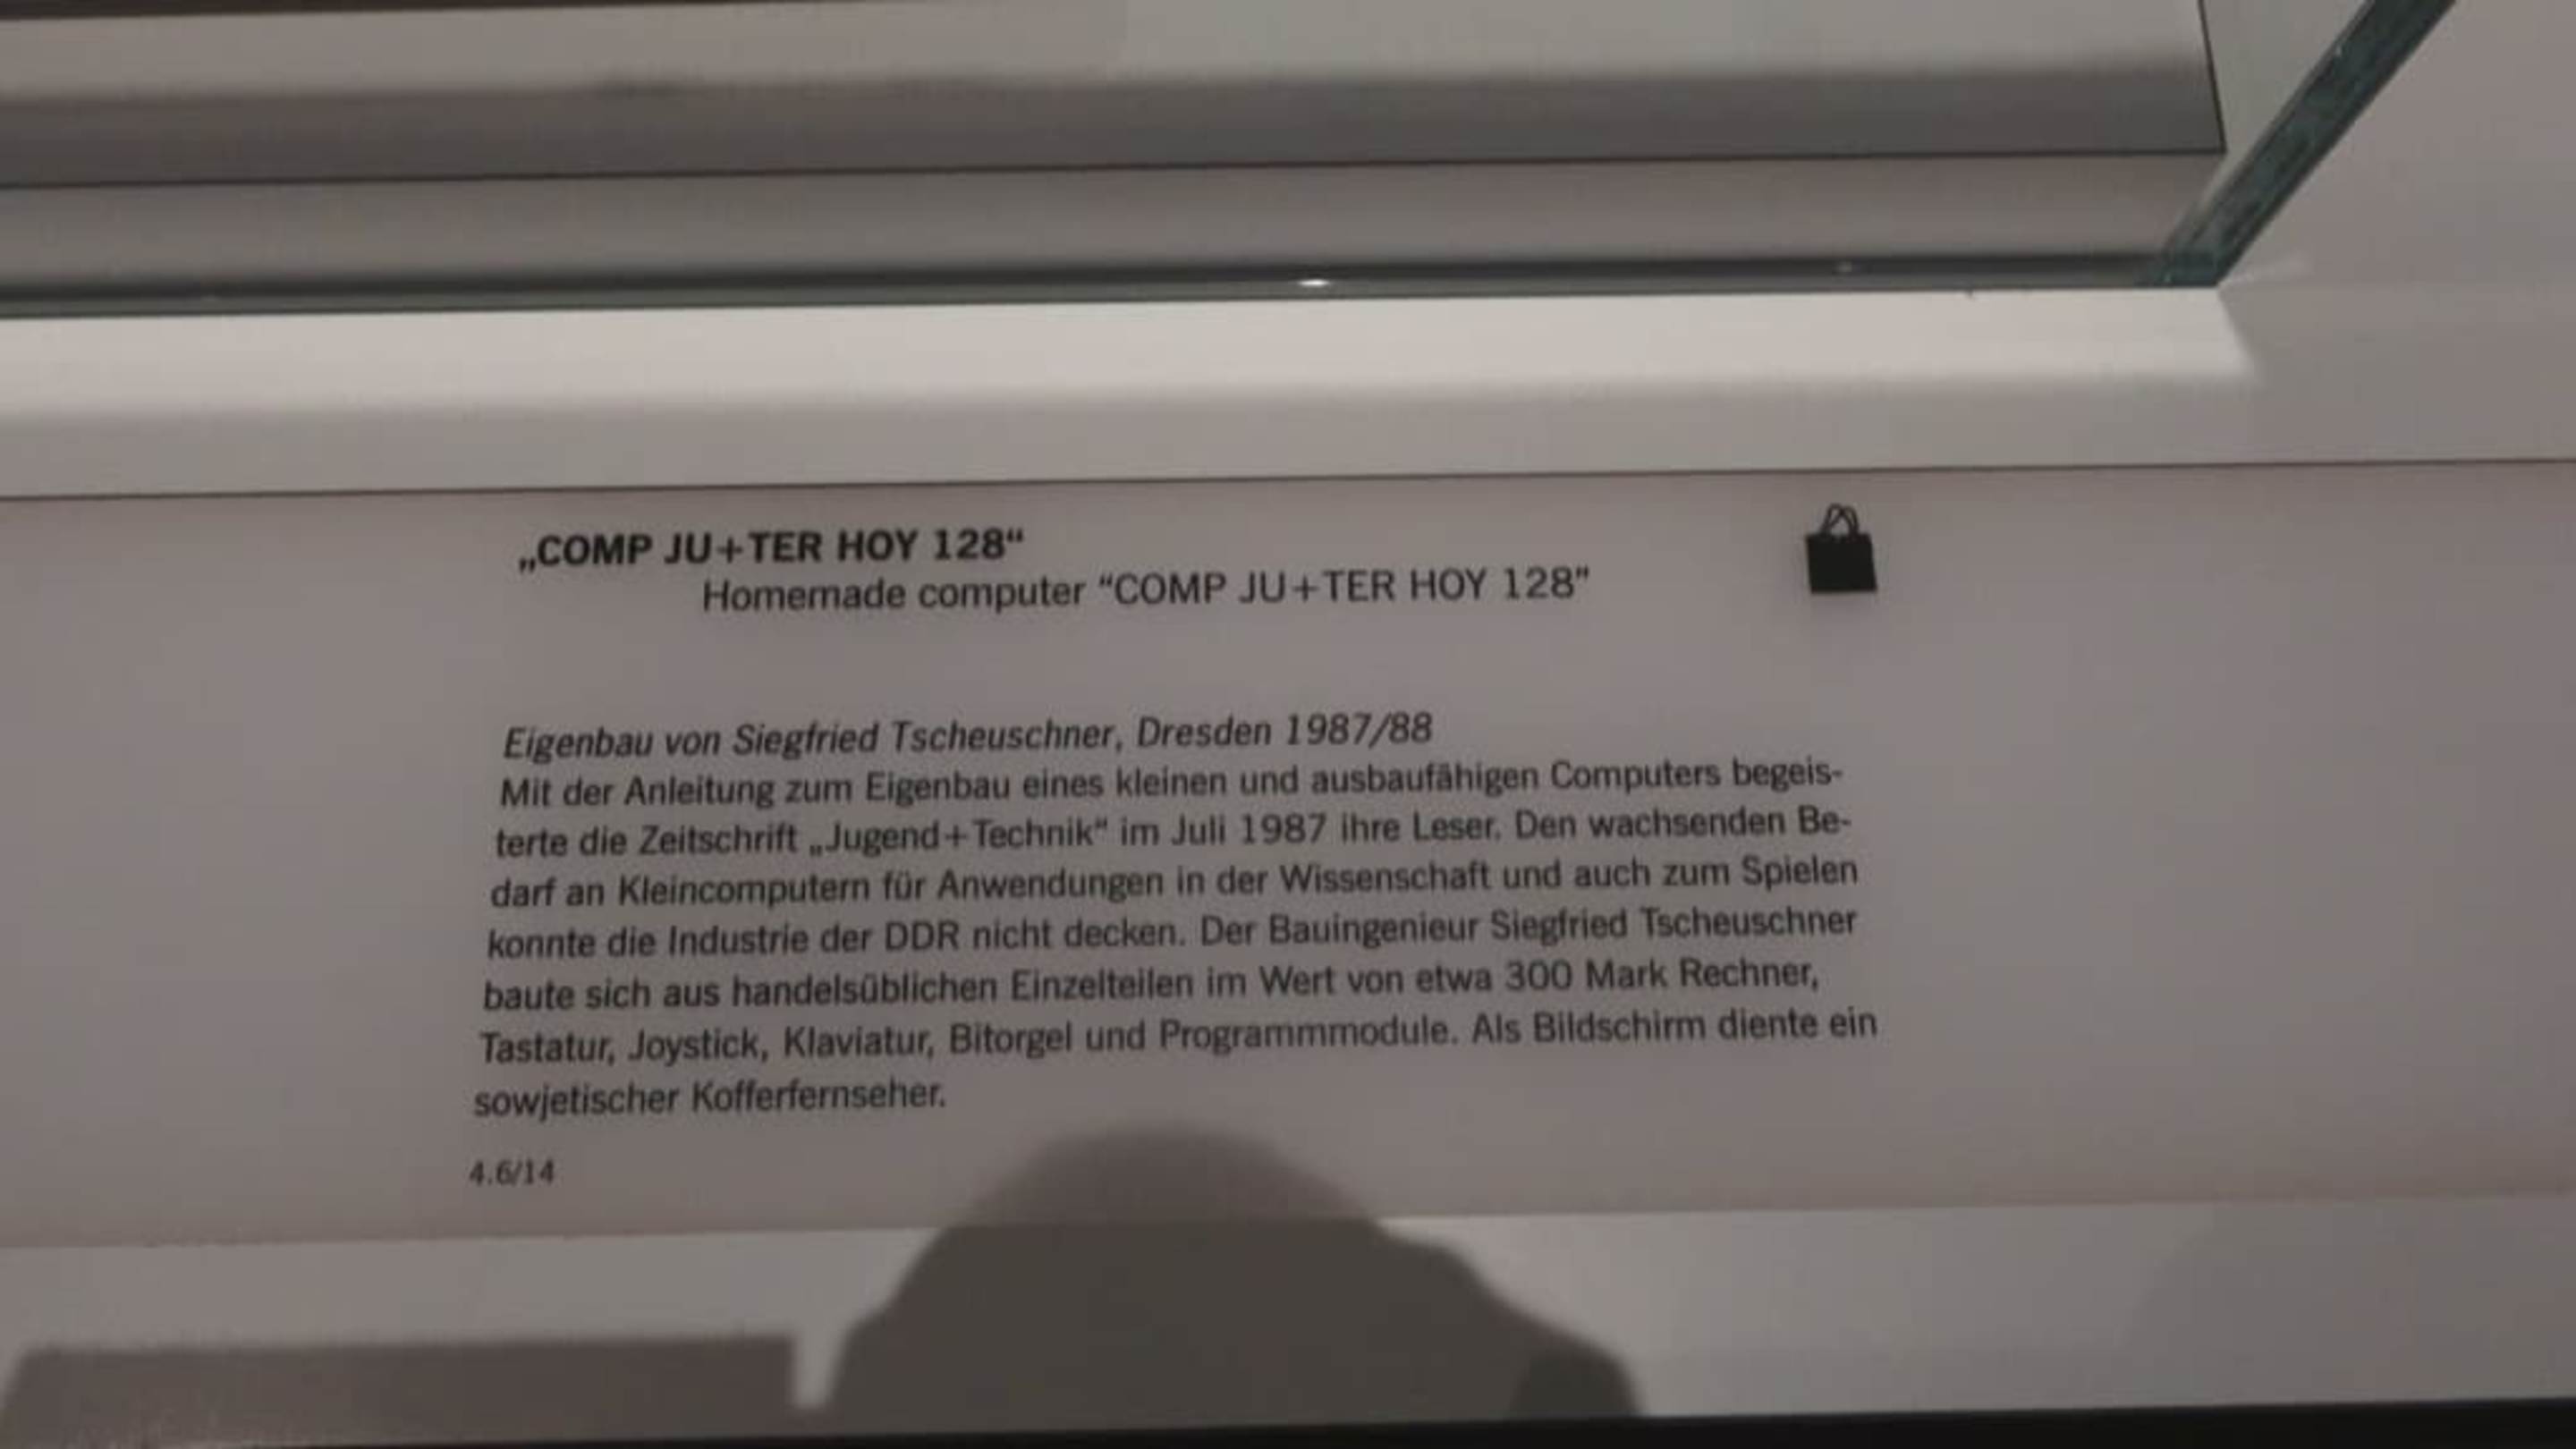 „COMP JU+TER HOY 128“
Homemade computer “COMP JU+TER HOY 128”
Eigenbau von Siegfried Tscheuschner, Dresden 1987/88
Mit der Anleitung zum Eigenbau eines kleinen und ausbaufähigen Computers begeis-
terte die Zeitschrift „Jugend+Technik“ im Juli 1987 ihre Leser. Den wachsenden Be-
darf an Kleincomputern für Anwendungen in der Wissenschaft und auch zum Spielen
konnte die Industrie der DDR nicht decken. Der Bauingenieur Siegfried Tscheuschner
baute sich aus handelsüblichen Einzelteilen im Wert von etwa 300 Mark Rechner,
Tastatur, Joystick, Klaviatur, Bitorgel und Programmmodule. Als Bildschirm diente ein
sowjetischer Kofferfernseher.
4.6/14